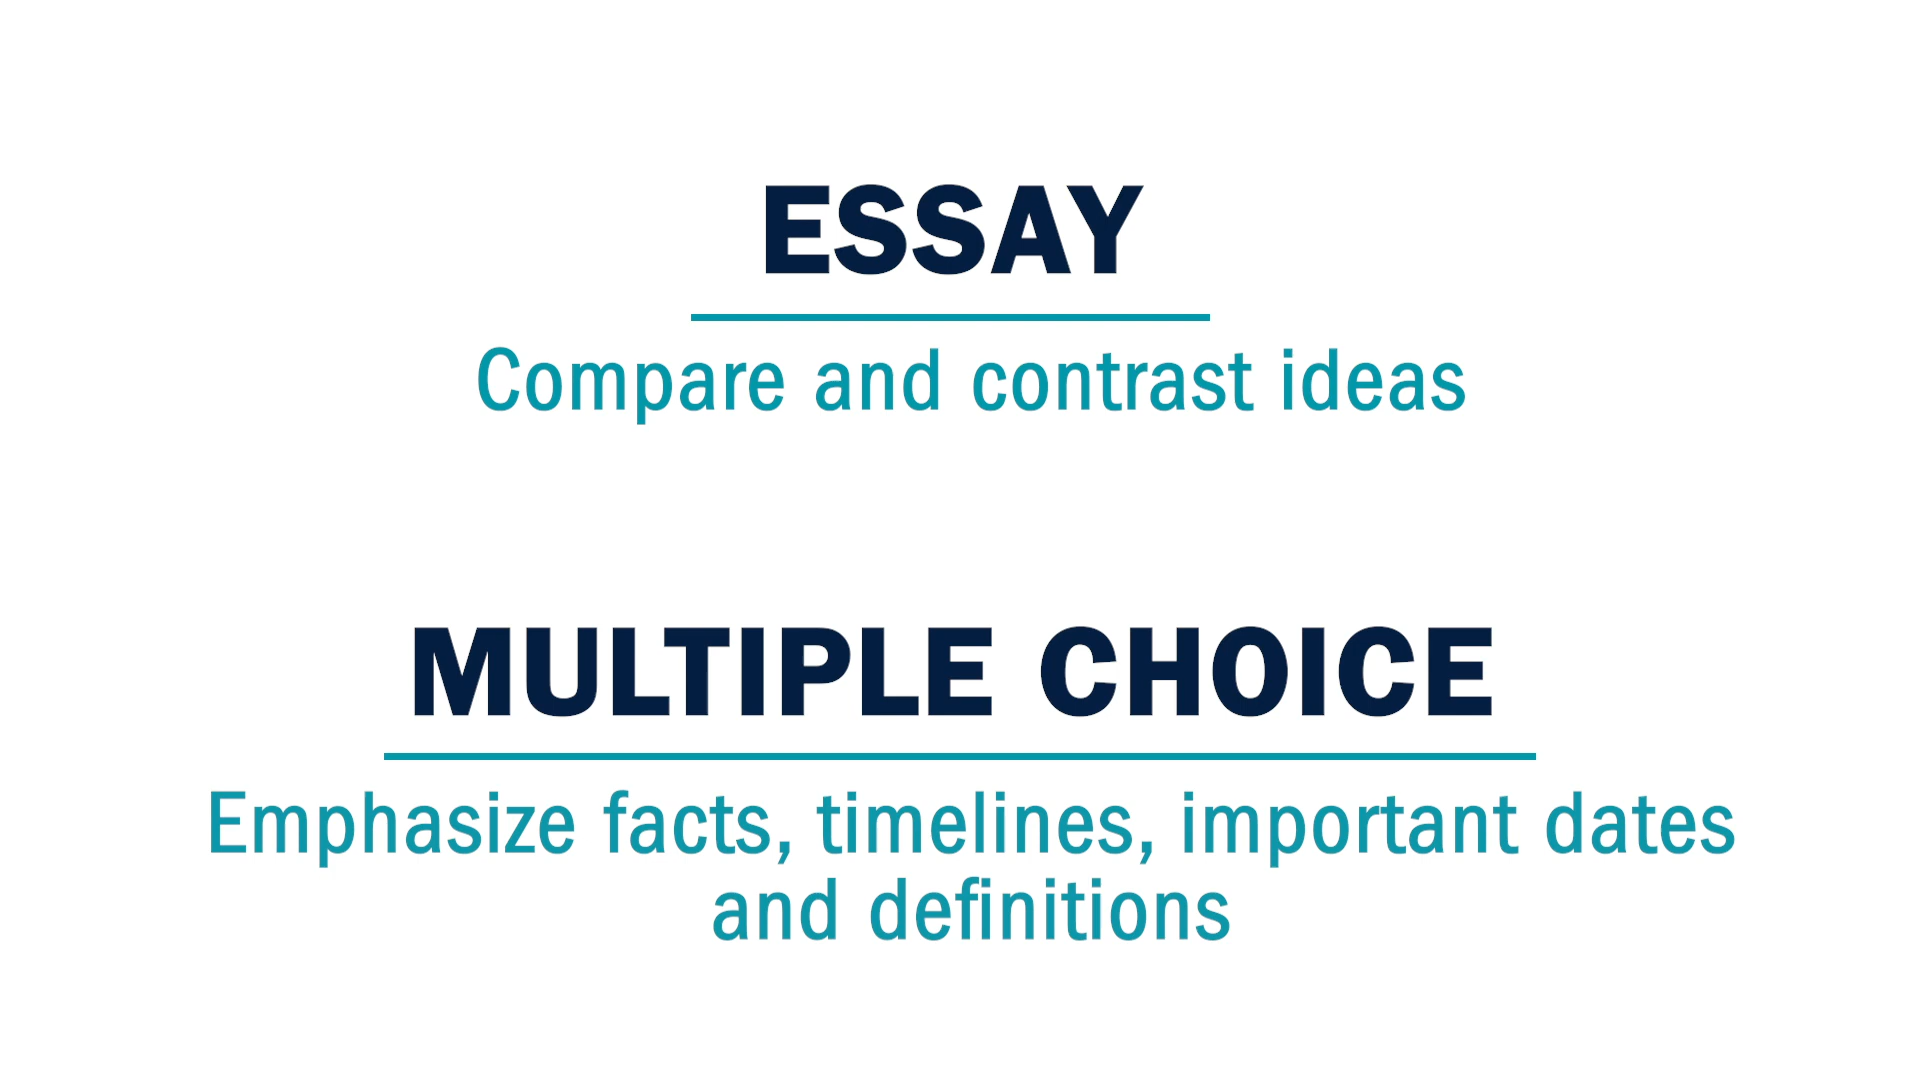 ESSAY
Compare and contrast ideas
MULTIPLE CHOICE
Emphasize facts, timelines, important dates
and definitions